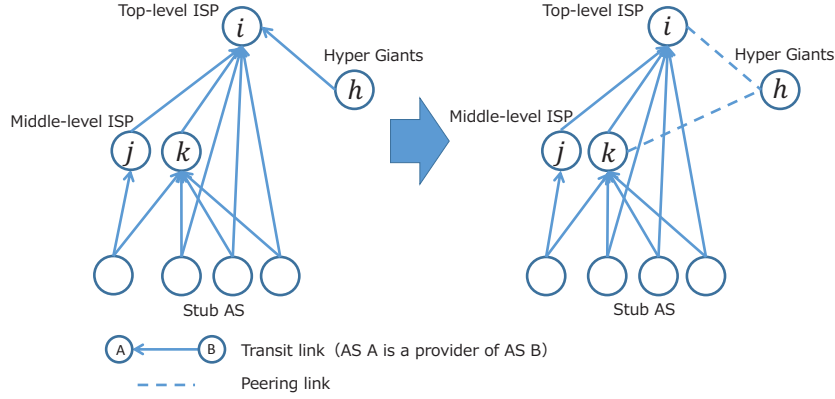 Top-level ISP
i
Hyper Giants
h
Middle-level ISP
j
k
Stub AS
Top-level ISP
i
Hyper Giants
h
Middle-level ISP
j
k
Stub AS
A B Transit link (AS A is a provider of AS B)
Peering link